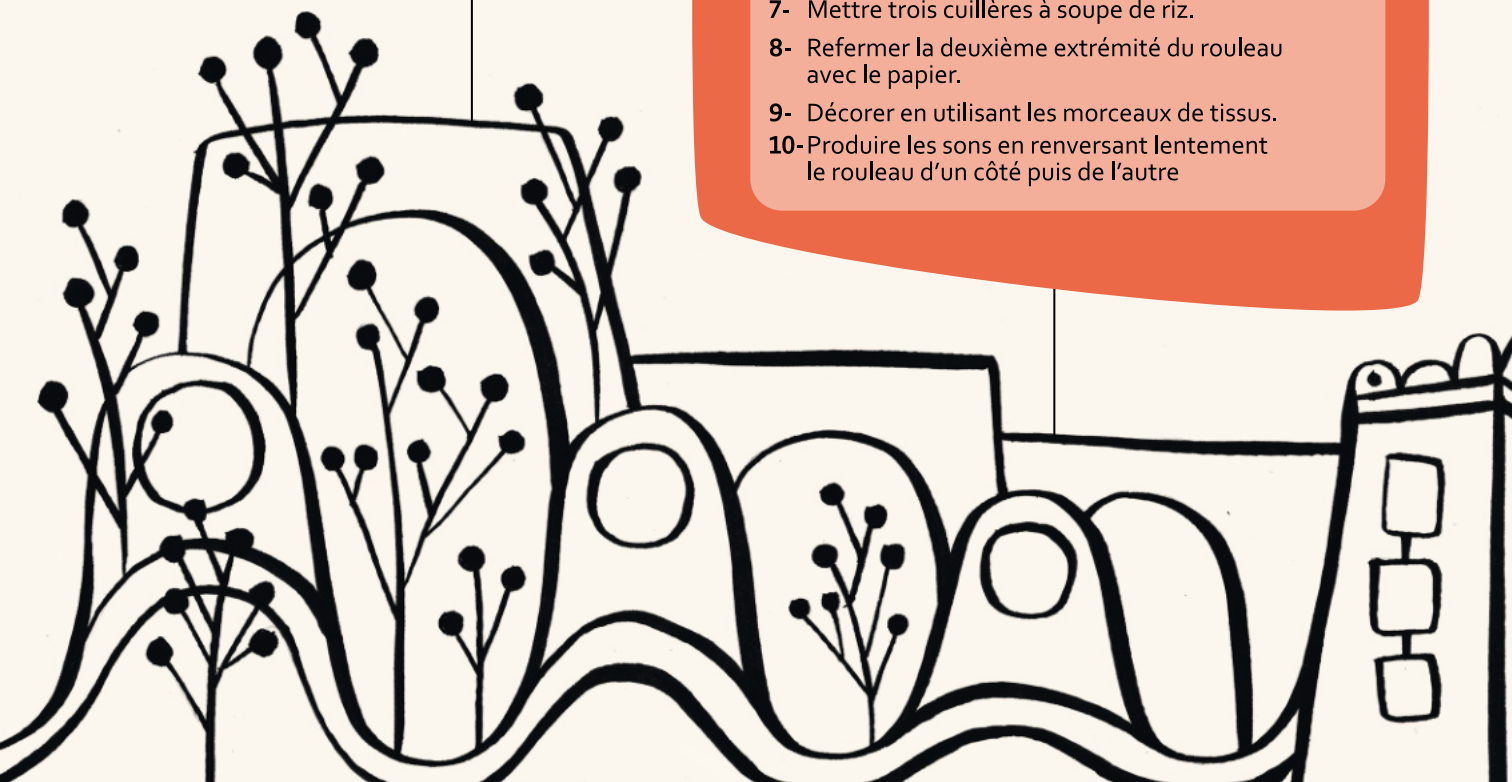 7- Mettre trois cuillères à soupe de riz.
8- Refermer la deuxième extrémité du rouleau
avec le papier.
9- Décorer en utilisant les morceaux de tissus.
10- Produire les sons en renversant lentement
le rouleau d’un côté puis de l’autre